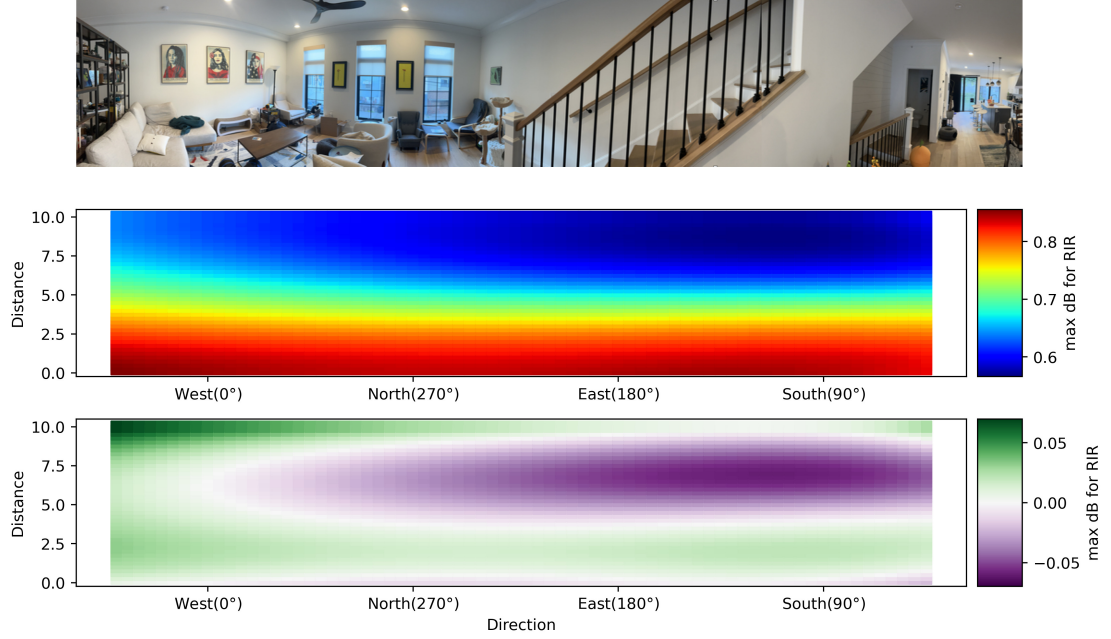 10.0
7.5
5.0
2.5
0.0
Distance
West(0°) North(270°) East(180°) South(90°)
0.8
0.7
0.6
max dB for RIR
10.0
7.5
5.0
2.5
0.0
Distance
West(0°) North(270°) East(180°) South(90°)
Direction
0.05
0.00
−0.05
max dB for RIR